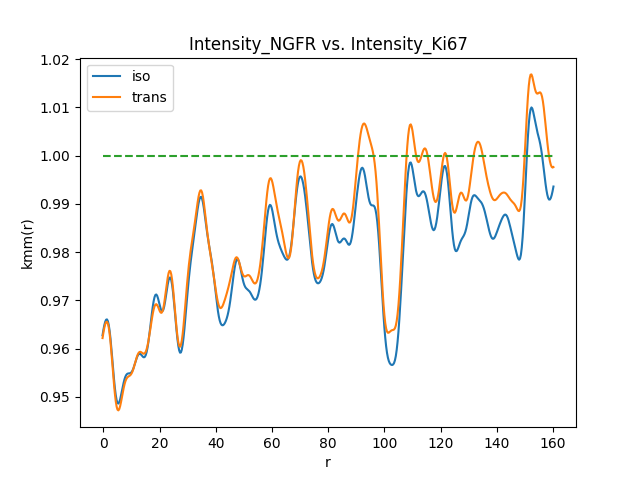 Intensity_NGFR vs. Intensity_Ki67
iso
trans
1.02
1.01
1.00
0.99
0.98
0.97
0.96
0.95
kmm(r)
0 20 40 60 80 100 120 140 160
r